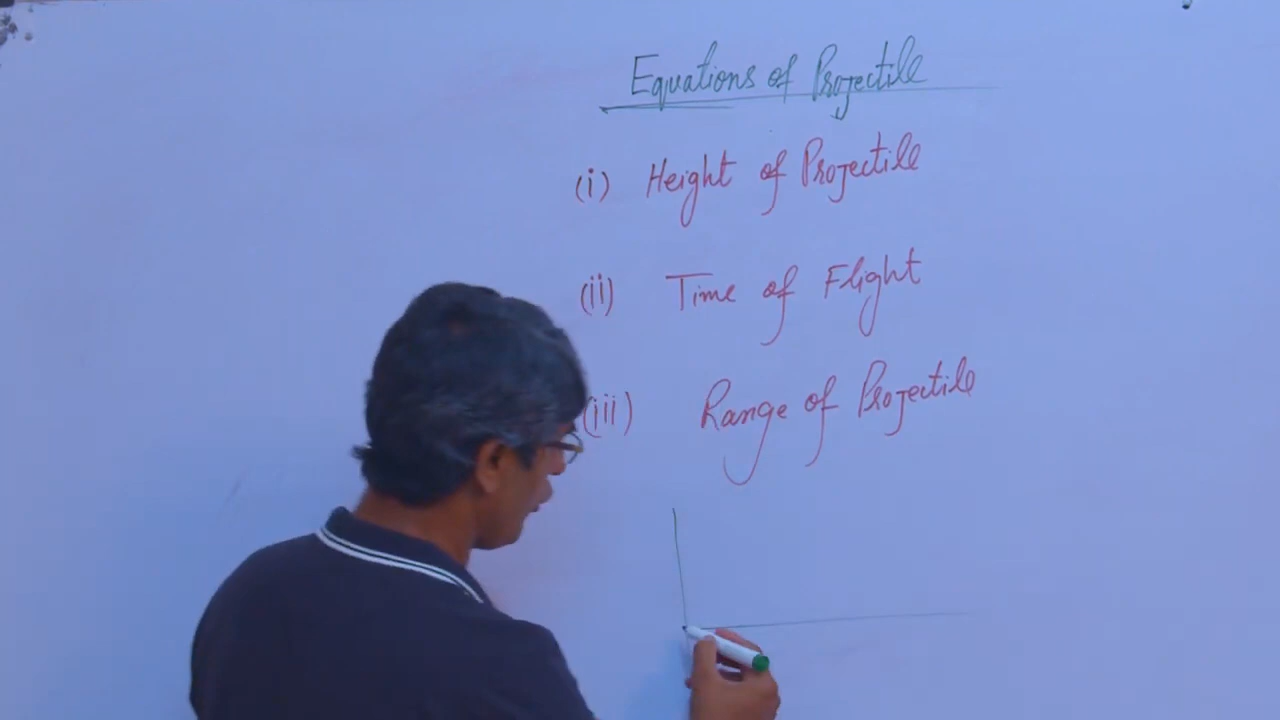 Equations of Projectile
(i) Height of Projectile
(ii) Time of Flight
(iii) Range of Projectile